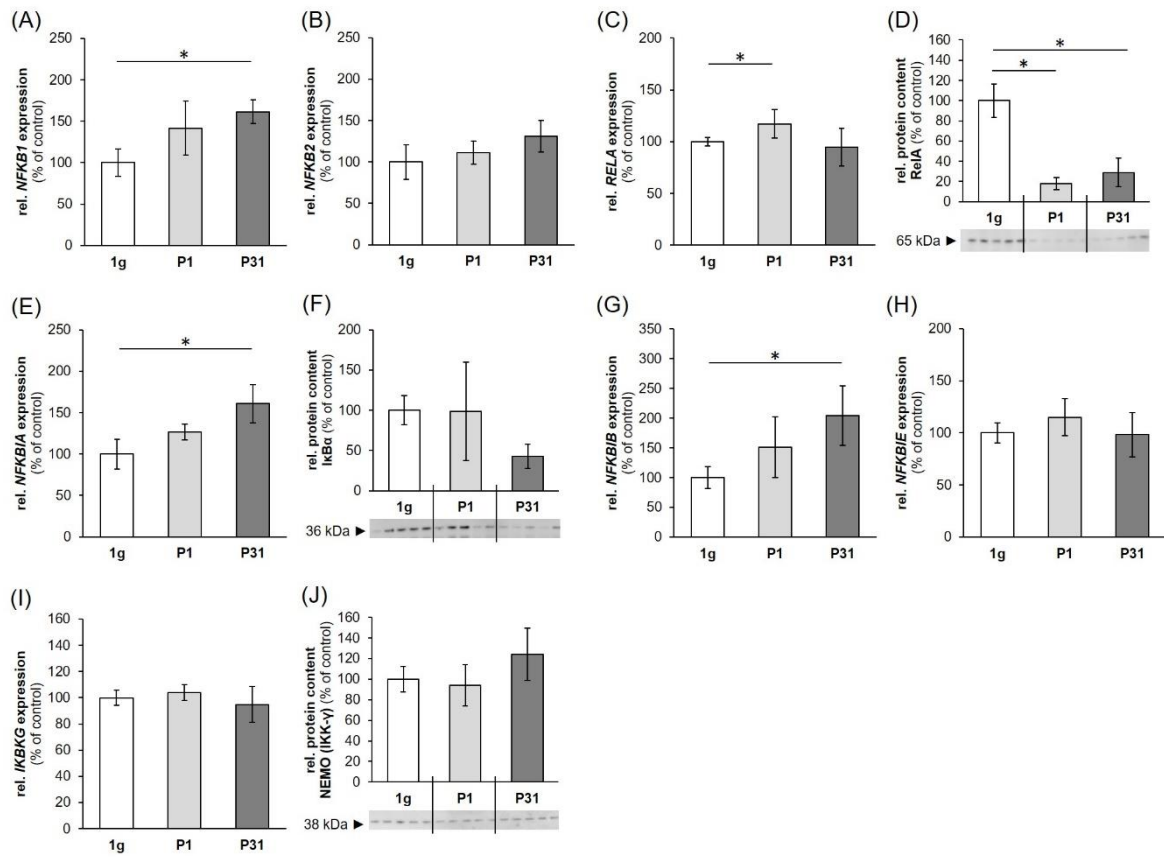 (A)
rel. NFKB1 expression
(% of control)
250
200
150
100
50
0
*
1g P1 P31
(B)
rel. NFKB2 expression
(% of control)
250
200
150
100
50
0
1g P1 P31
(C)
rel. RELA expression
(% of control)
200
150
100
50
0
*
1g P1 P31
(D)
rel. protein content
RelA (% of control)
160
140
120
100
80
60
40
20
0
*
*
1g P1 P31
65 kDa ►
(E)
rel. NFKBIA expression
(% of control)
250
200
150
100
50
0
*
1g P1 P31
(F)
rel. protein content
IκBα (% of control)
200
150
100
50
0
1g P1 P31
36 kDa ►
(G)
rel. NFKBIB expression
(% of control)
350
300
250
200
150
100
50
0
*
1g P1 P31
(H)
rel. NFKBIE expression
(% of control)
200
150
100
50
0
1g P1 P31
(I)
rel. IKBKG expression
(% of control)
160
140
120
100
80
60
40
20
0
1g P1 P31
(J)
rel. protein content
NEMO (IKK-γ) (% of control)
160
140
120
100
80
60
40
20
0
1g P1 P31
38 kDa ►